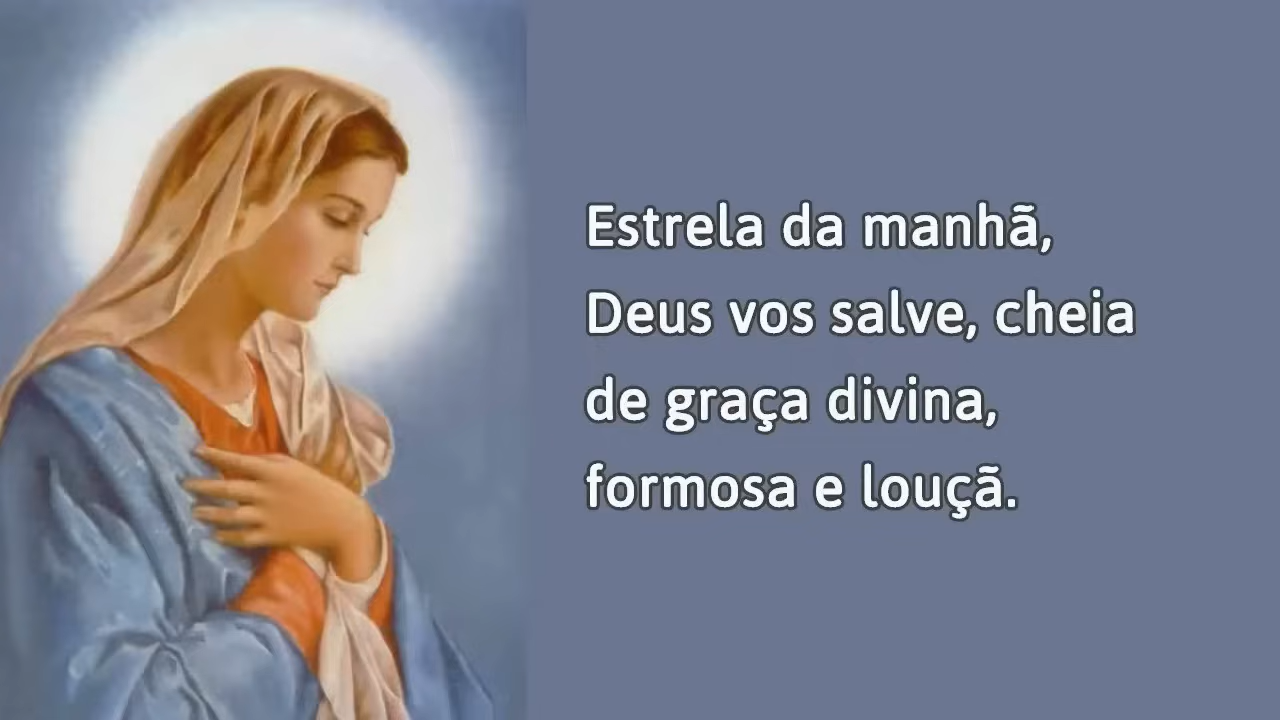 Estrela da manhã,
Deus vos salve, cheia
de graça divina,
formosa e louçã.